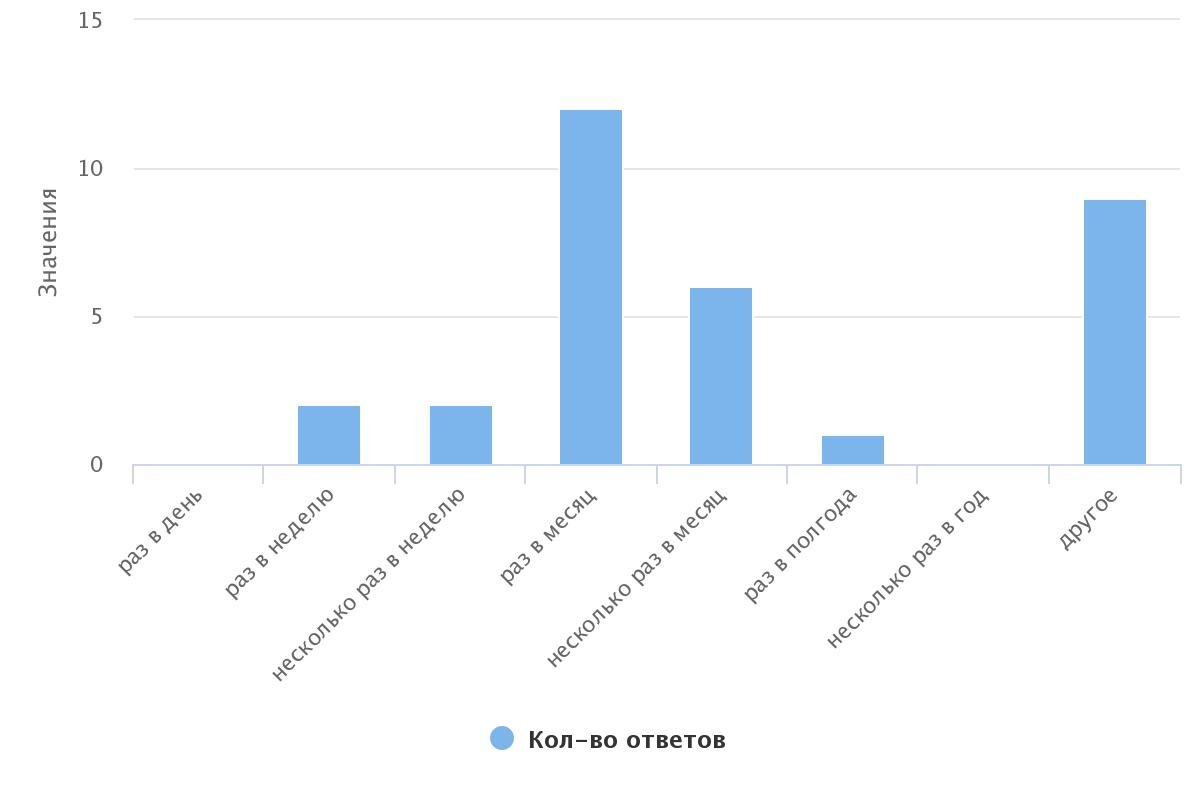 15
10
5
0
Значения
раз в день
раз в неделю
несколько раз в неделю
раз в месяц
несколько раз в месяц
раз в полгода
несколько раз в год
другое
Кол-во ответов